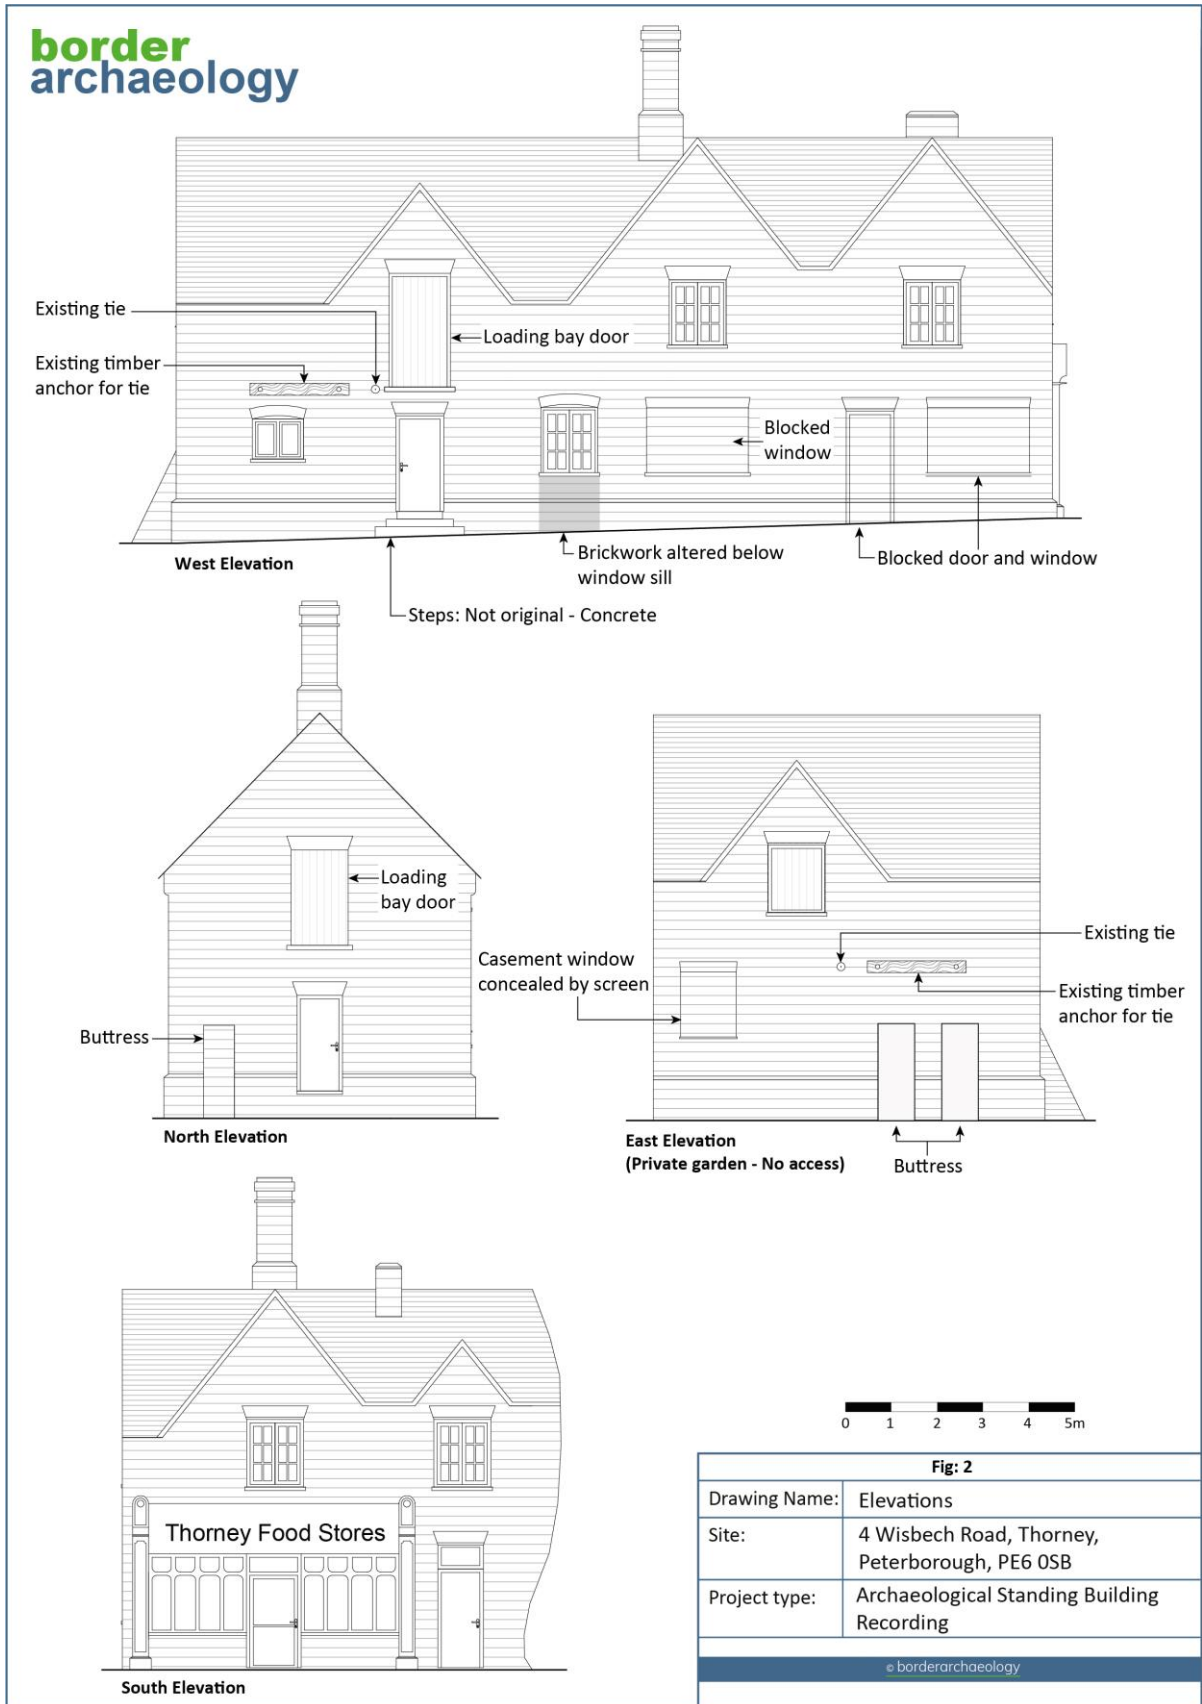 border
archaeology
Existing tie
Existing timber
anchor for tie
Loading bay door
Blocked
window
West Elevation
Brickwork altered below
window sill
Blocked door and window
Steps: Not original - Concrete
Loading
bay door
Buttress
North Elevation
Casement window
concealed by screen
Existing tie
Existing timber
anchor for tie
East Elevation
(Private garden - No access)
Buttress
Thorney Food Stores
South Elevation
0 1 2 3 4 5m
Fig: 2
Drawing Name: Elevations
Site: 4 Wisbech Road, Thorney,
Peterborough, PE6 0SB
Project type: Archaeological Standing Building
Recording
© borderarchaeology